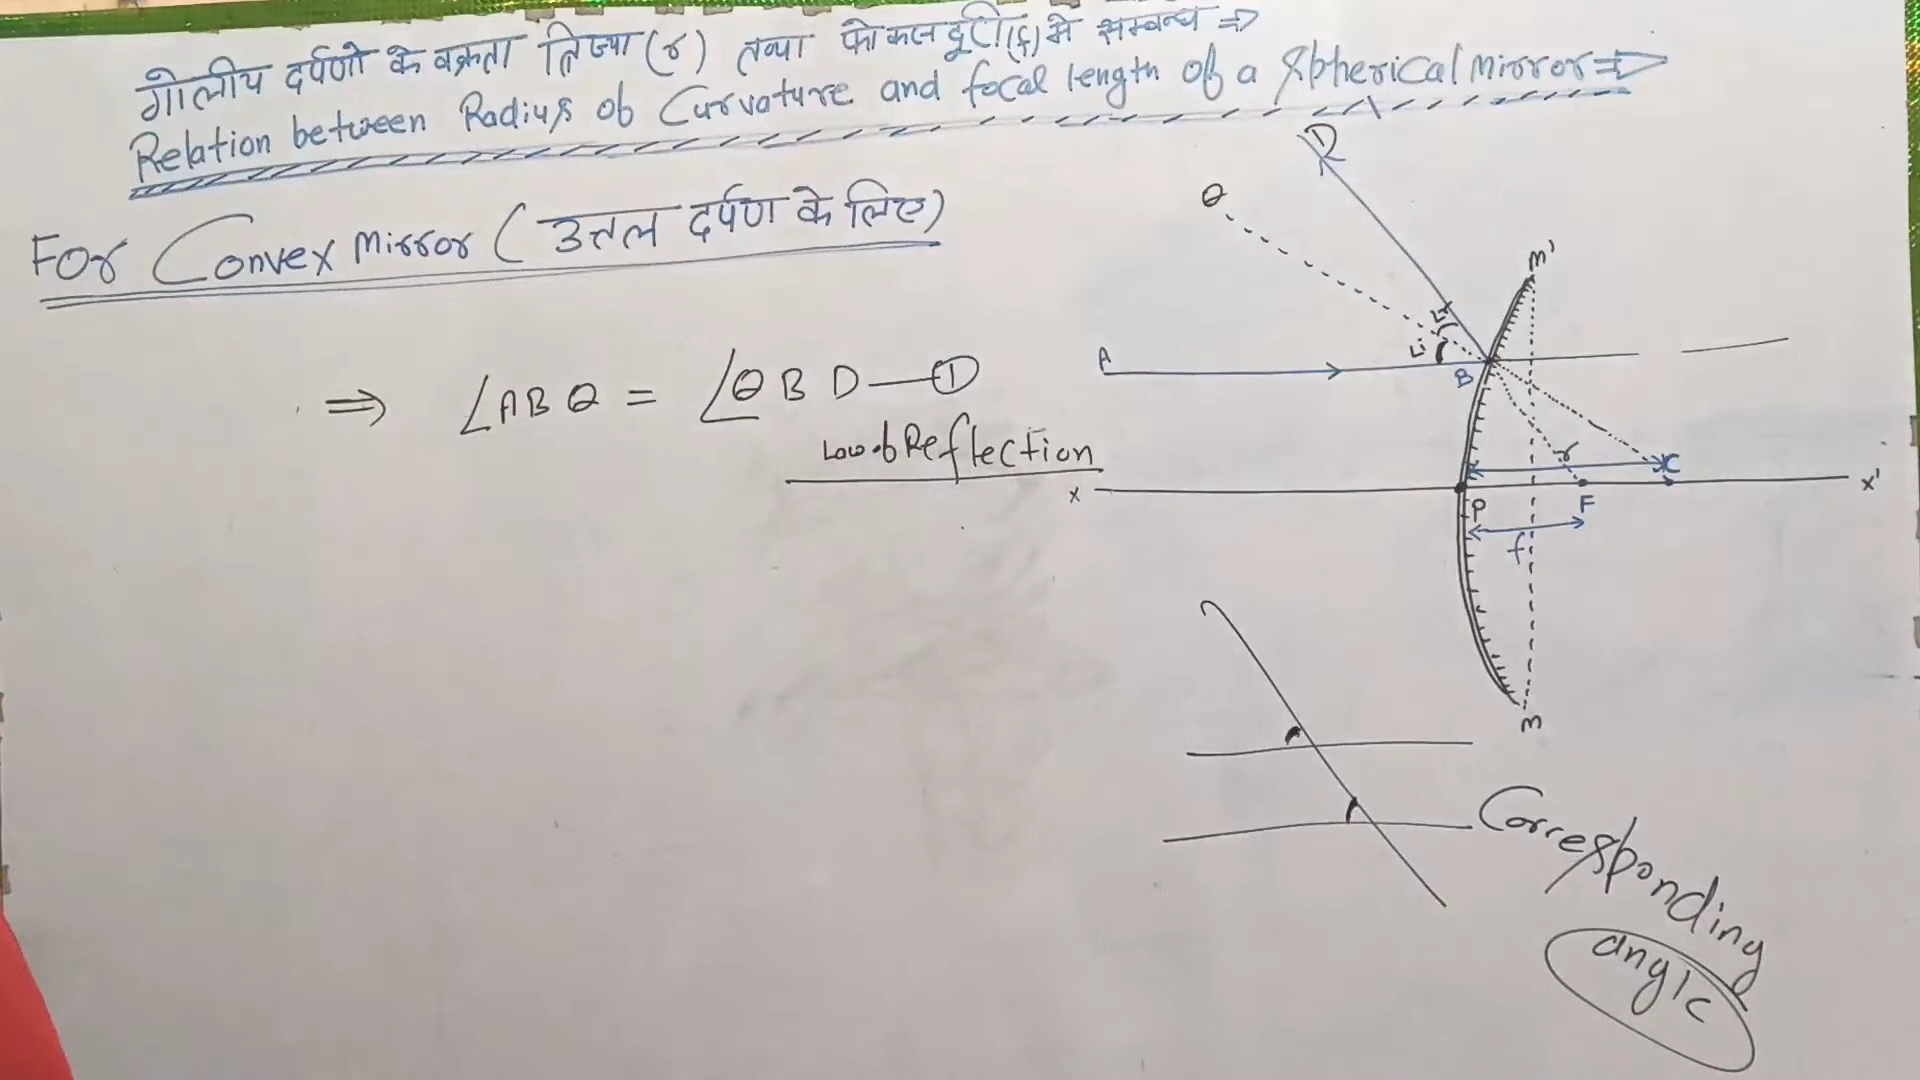 गोलीय दर्पणो के वक्रता त्रिज्या (r) तथा फोकस दूरी (f) मे सम्बन्ध ⇒
Relation between Radius of Curvature and focal length of a Spherical Mirror ⇒
For Convex Mirror (उत्तल दर्पण के लिए)
⇒ ∠ABQ = ∠QBD—①
Law of Reflection
D
Q
M'
∠r
∠i
A
B
r
C
X
X'
P
F
f
M
Corresponding
angle